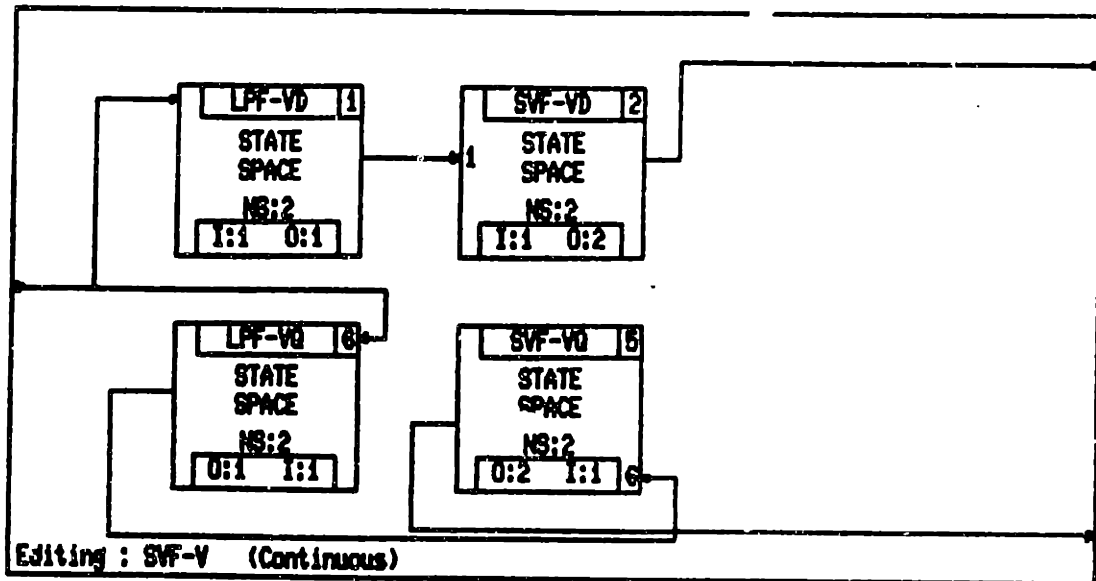 LPF-VD 1
STATE
SPACE
NS:2
I:1 O:1
SVF-VD 2
1
STATE
SPACE
NS:2
I:1 O:2
LPF-VQ 6
STATE
SPACE
NS:2
O:1 I:1
SVF-VQ 5
STATE
SPACE
NS:2
O:2 I:1 6
Editing : SVF-V (Continuous)